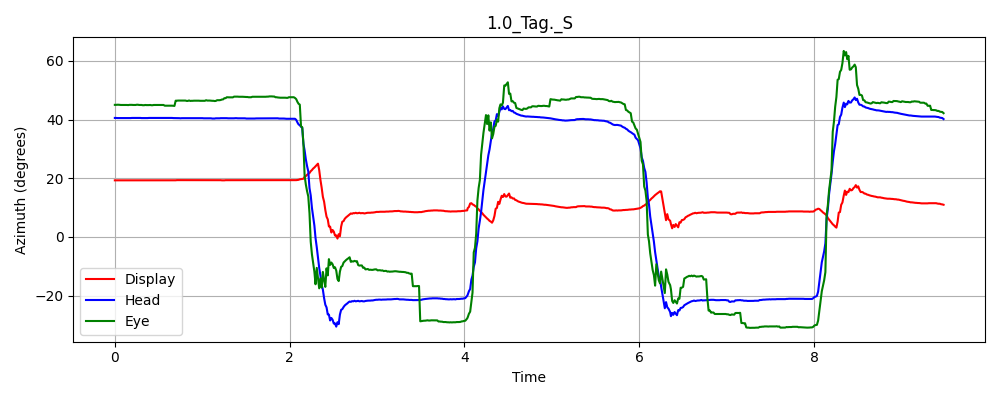 1.0_Tag._S
Azimuth (degrees)
60
40
20
0
−20
Display
Head
Eye
0 2 4 6 8
Time